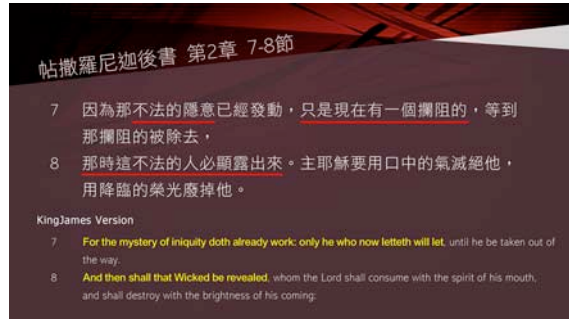 帖撒羅尼迦後書 第2章 7-8節
7 因為那不法的隱意已經發動，只是現在有一個攔阻的，等到
那攔阻的被除去，
8 那時這不法的人必顯露出來。主耶穌要用口中的氣滅絕他，
用降臨的榮光廢掉他。
KingJames Version
7 For the mystery of iniquity doth already work: only he who now letteth will let, until he be taken out of
the way.
8 And then shall that Wicked be revealed, whom the Lord shall consume with the spirit of his mouth,
and shall destroy with the brightness of his coming: